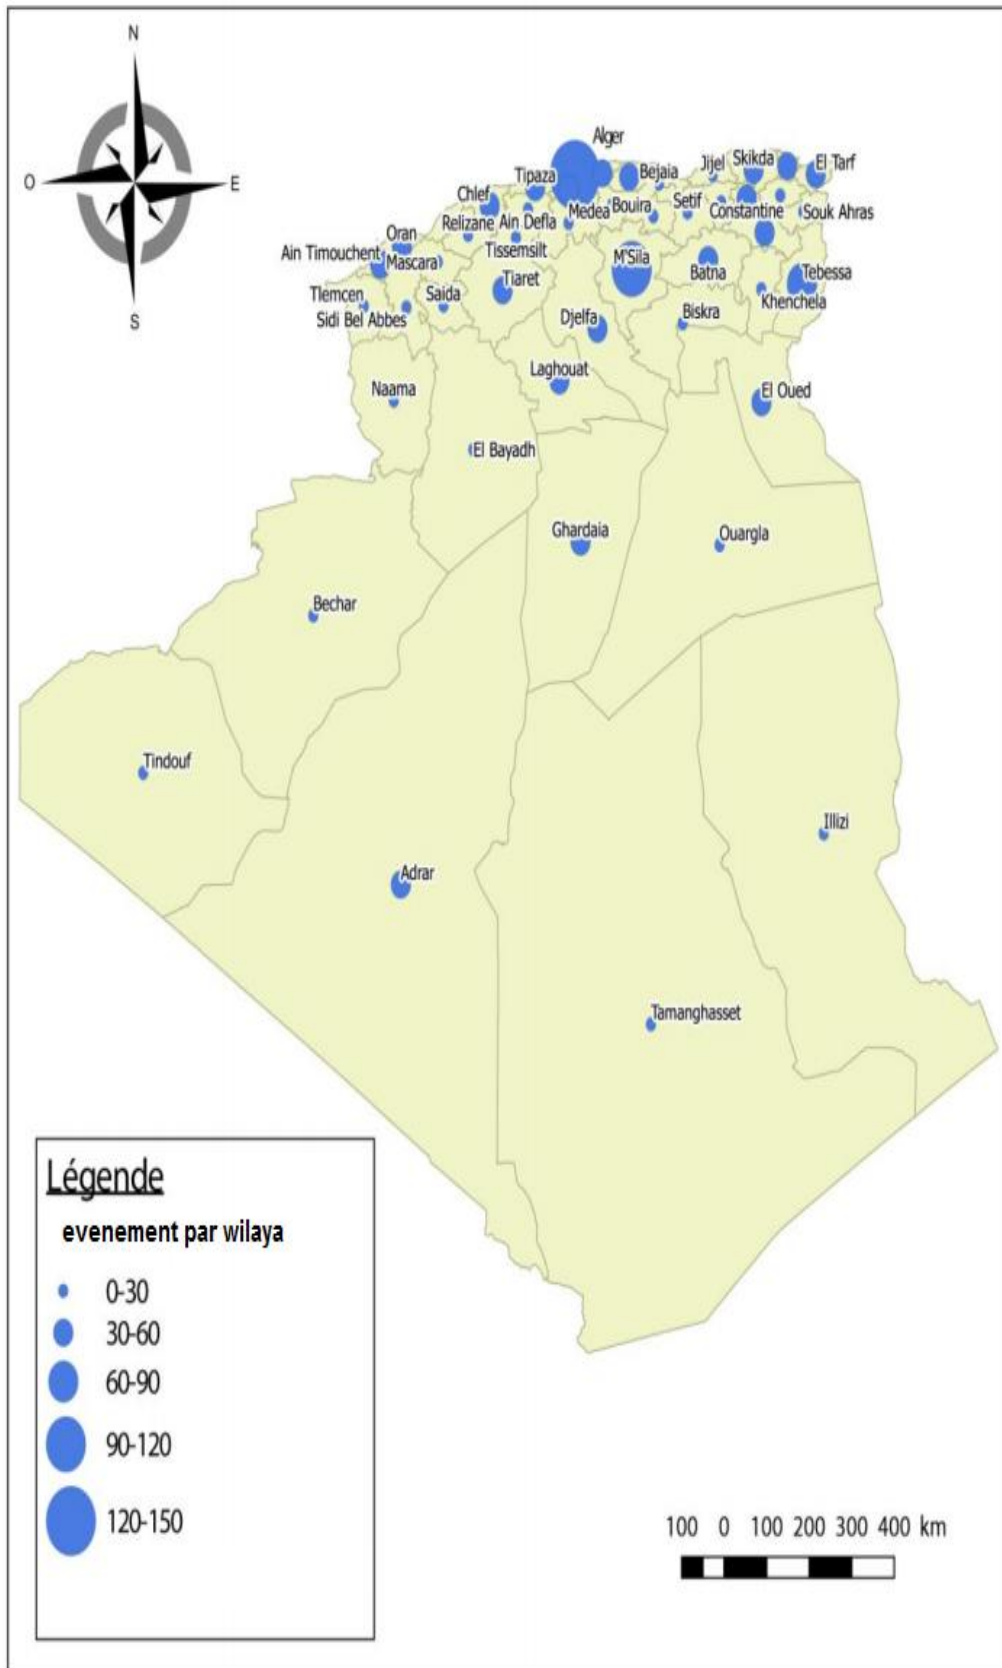 N
O
E
S
Alger
Jijel
Skikda
El Tarf
Tipaza
Bejaia
Chlef
Medea
Bouira
Setif
Constantine
Souk Ahras
Relizane
Ain Defla
Oran
Ain Timouchent
Mascara
Tissemsilt
M'Sila
Batna
Tebessa
Tiaret
Khenchela
Tlemcen
Saida
Sidi Bel Abbes
Djelfa
Biskra
Laghouat
Naama
El Oued
El Bayadh
Ghardaia
Ouargla
Bechar
Tindouf
Illizi
Adrar
Tamanghasset
Légende
evenement par wilaya
0-30
30-60
60-90
90-120
120-150
100 0 100 200 300 400 km